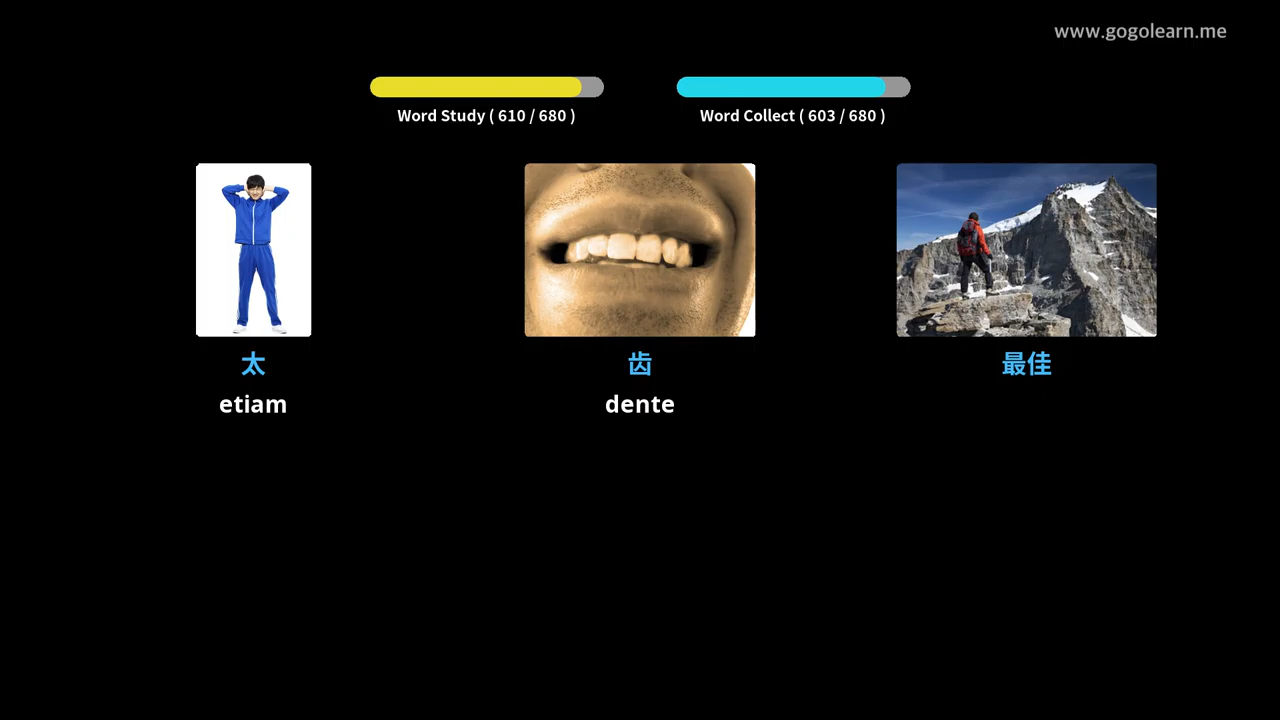 www.gogolearn.me
Word Study ( 610 / 680 )
Word Collect ( 603 / 680 )
太
齿
最佳
etiam
dente